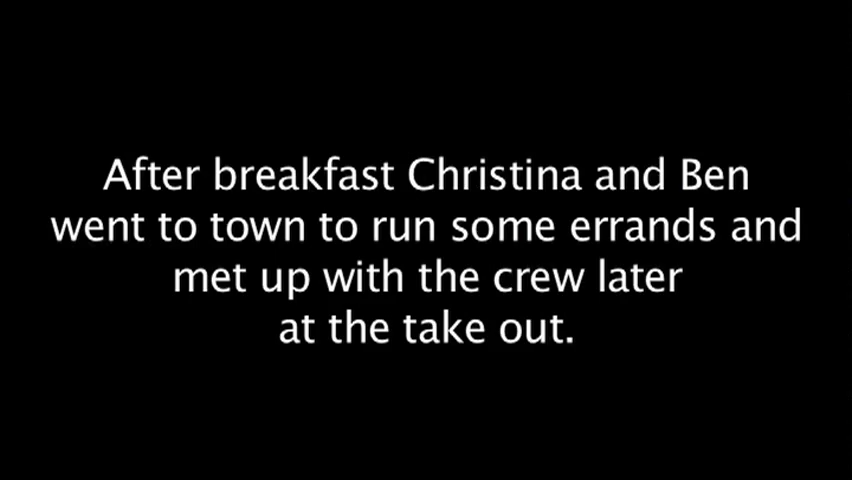 After breakfast Christina and Ben
went to town to run some errands and
met up with the crew later
at the take out.